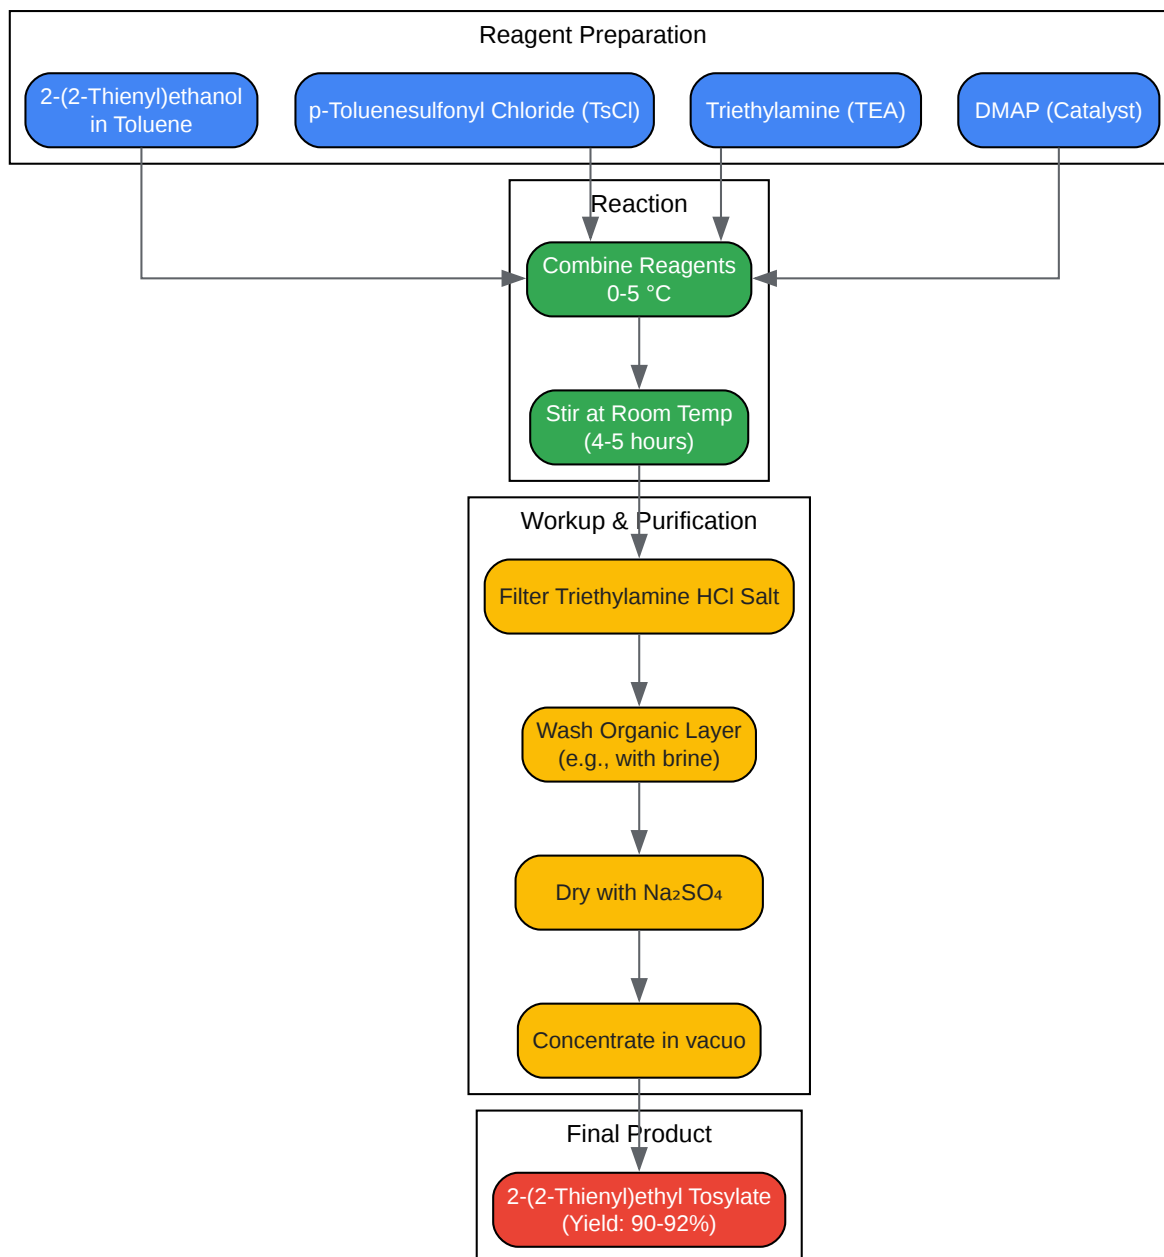 Reagent Preparation
2-(2-Thienyl)ethanol
in Toluene
p-Toluenesulfonyl Chloride (TsCl)
Triethylamine (TEA)
DMAP (Catalyst)
Reaction
Combine Reagents
0-5 °C
Stir at Room Temp
(4-5 hours)
Workup & Purification
Filter Triethylamine HCl Salt
Wash Organic Layer
(e.g., with brine)
Dry with Na₂SO₄
Concentrate in vacuo
Final Product
2-(2-Thienyl)ethyl Tosylate
(Yield: 90-92%)